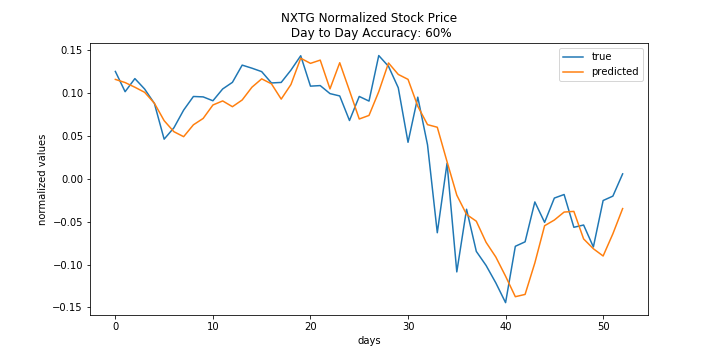 NXTG Normalized Stock Price
Day to Day Accuracy: 60%
true
predicted
normalized values
0.15
0.10
0.05
0.00
−0.05
−0.10
−0.15
0
10
20
30
40
50
days